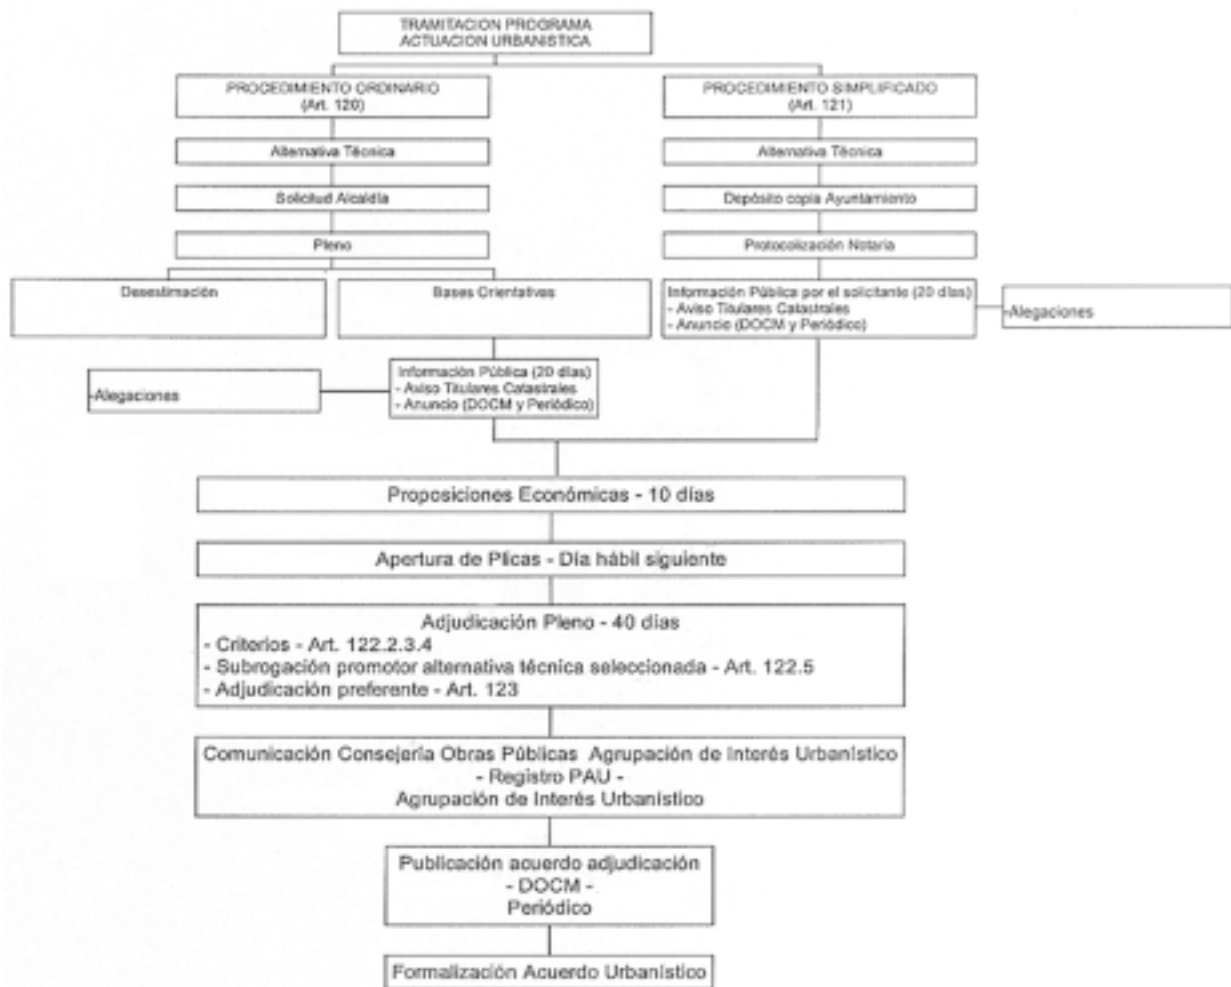 TRAMITACION PROGRAMA
ACTUACION URBANISTICA
PROCEDIMIENTO ORDINARIO
(Art. 120)
PROCEDIMIENTO SIMPLIFICADO
(Art. 121)
Alternativa Técnica
Alternativa Técnica
Solicitud Alcaldía
Depósito copia Ayuntamiento
Pleno
Protocolización Notaria
Desestimación
Bases Orientativas
Información Pública por el solicitante (20 días)
- Aviso Titulares Catastrales
- Anuncio (DOCM y Periódico)
-Alegaciones
Información Pública (20 días)
- Aviso Titulares Catastrales
- Anuncio (DOCM y Periódico)
-Alegaciones
Proposiciones Económicas - 10 días
Apertura de Plicas - Día hábil siguiente
Adjudicación Pleno - 40 días
- Criterios - Art. 122.2.3.4
- Subrogación promotor alternativa técnica seleccionada - Art. 122.5
- Adjudicación preferente - Art. 123
Comunicación Consejería Obras Públicas Agrupación de Interés Urbanístico
- Registro PAU -
Agrupación de Interés Urbanístico
Publicación acuerdo adjudicación
- DOCM -
Periódico
Formalización Acuerdo Urbanístico